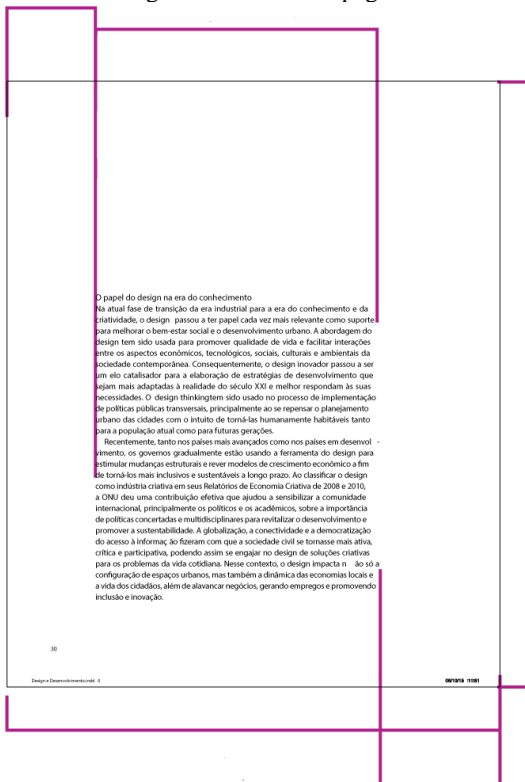 O papel do design na era do conhecimento
Na atual fase de transição da era industrial para a era do conhecimento e da
criatividade, o design passou a ter papel cada vez mais relevante como suporte
para melhorar o bem-estar social e o desenvolvimento urbano. A abordagem do
design tem sido usada para promover qualidade de vida e facilitar interações
entre os aspectos econômicos, tecnológicos, sociais, culturais e ambientais da
sociedade contemporânea. Consequentemente, o design inovador passou a ser
um elo catalisador para a elaboração de estratégias de desenvolvimento que
sejam mais adaptadas à realidade do século XXI e melhor respondam às suas
necessidades. O design thinkingtem sido usado no processo de implementação
de políticas públicas transversais, principalmente ao se repensar o planejamento
urbano das cidades com o intuito de torná-las humanamente habitáveis tanto
para a população atual como para futuras gerações.
Recentemente, tanto nos países mais avançados como nos países em desenvol -
vimento, os governos gradualmente estão usando a ferramenta do design para
estimular mudanças estruturais e rever modelos de crescimento econômico a fim
de torná-los mais inclusivos e sustentáveis a longo prazo. Ao classificar o design
como indústria criativa em seus Relatórios de Economia Criativa de 2008 e 2010,
a ONU deu uma contribuição efetiva que ajudou a sensibilizar a comunidade
internacional, principalmente os políticos e os acadêmicos, sobre a importância
de políticas concertadas e multidisciplinares para revitalizar o desenvolvimento e
promover a sustentabilidade. A globalização, a conectividade e a democratização
do acesso à informaç ão fizeram com que a sociedade civil se tornasse mais ativa,
crítica e participativa, podendo assim se engajar no design de soluções criativas
para os problemas da vida cotidiana. Nesse contexto, o design impacta n ão só a
configuração de espaços urbanos, mas também a dinâmica das economias locais e
a vida dos cidadãos, além de alavancar negócios, gerando empregos e promovendo
inclusão e inovação.
30
Design e Desenvolvimento.indd